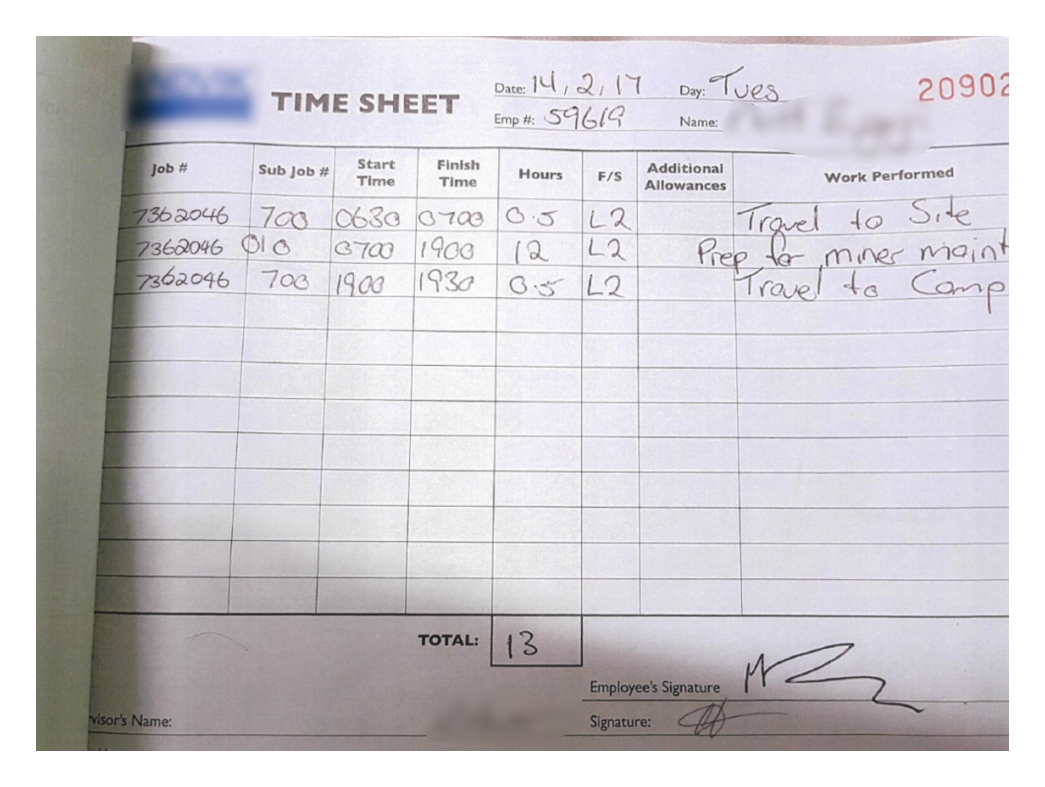 TIME SHEET Date: 14, 2, 17 Day: Tues 20902
Emp #: 59619 Name:
Job # Sub Job # Start Time Finish Time Hours F/S Additional Allowances Work Performed
7362046 700 0630 0700 0.5 L2 Travel to Site
7362046 010 0700 1900 12 L2 Prep for miner maint
7362046 700 1900 1930 0.5 L2 Travel to Camp
TOTAL: 13
Employee's Signature
visor's Name: Signature: